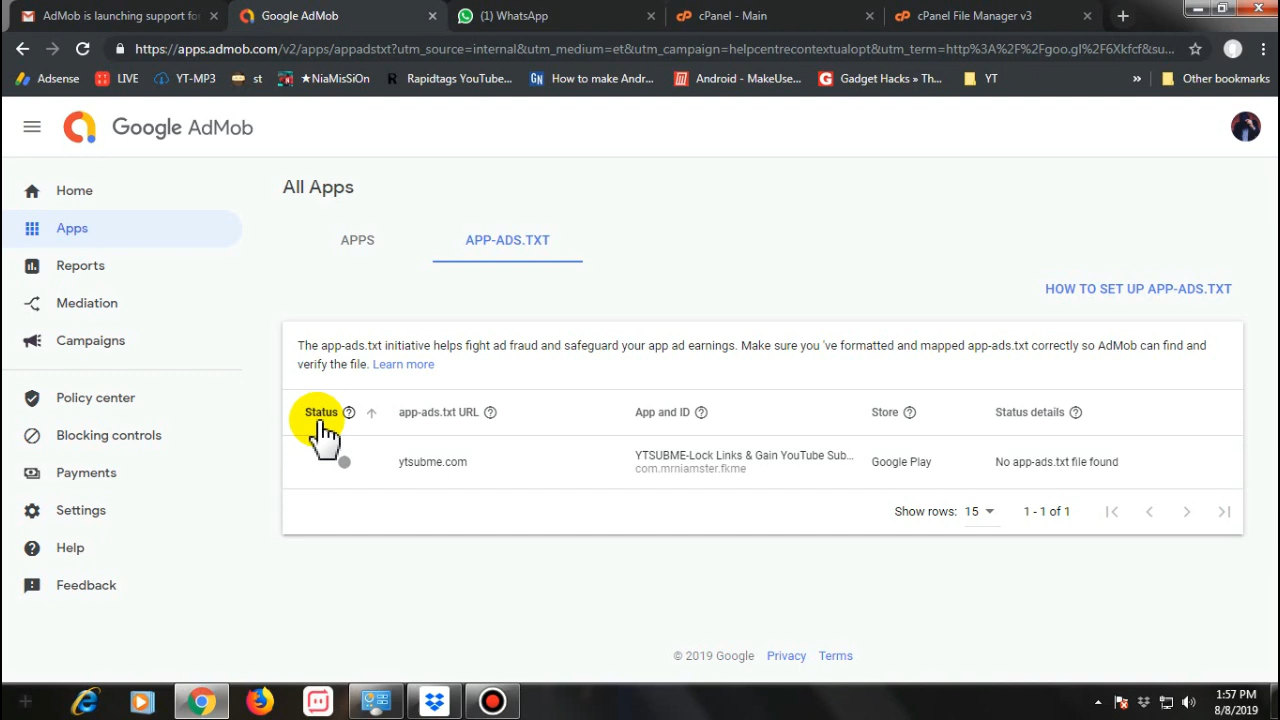 AdMob is launching support for
Google AdMob
(1) WhatsApp
cPanel - Main
cPanel File Manager v3
https://apps.admob.com/v2/apps/appadstxt?utm_source=internal&utm_medium=et&utm_campaign=helpcentrecontextualopt&utm_term=http%3A%2F%2Fgoo.gl%2F6Xkfcf&su...
Adsense
LIVE
YT-MP3
st
★NiaMisSiOn
Rapidtags YouTube...
How to make Andr...
Android - MakeUse...
Gadget Hacks » Th...
YT
»
Other bookmarks
Google AdMob
Home
Apps
Reports
Mediation
Campaigns
Policy center
Blocking controls
Payments
Settings
Help
Feedback
All Apps
APPS
APP-ADS.TXT
HOW TO SET UP APP-ADS.TXT
The app-ads.txt initiative helps fight ad fraud and safeguard your app ad earnings. Make sure you 've formatted and mapped app-ads.txt correctly so AdMob can find and
verify the file. Learn more
Status
app-ads.txt URL
App and ID
Store
Status details
ytsubme.com
YTSUBME-Lock Links & Gain YouTube Sub...
com.mrniamster.fkme
Google Play
No app-ads.txt file found
Show rows: 15
1 - 1 of 1
© 2019 Google Privacy Terms
1:57 PM
8/8/2019